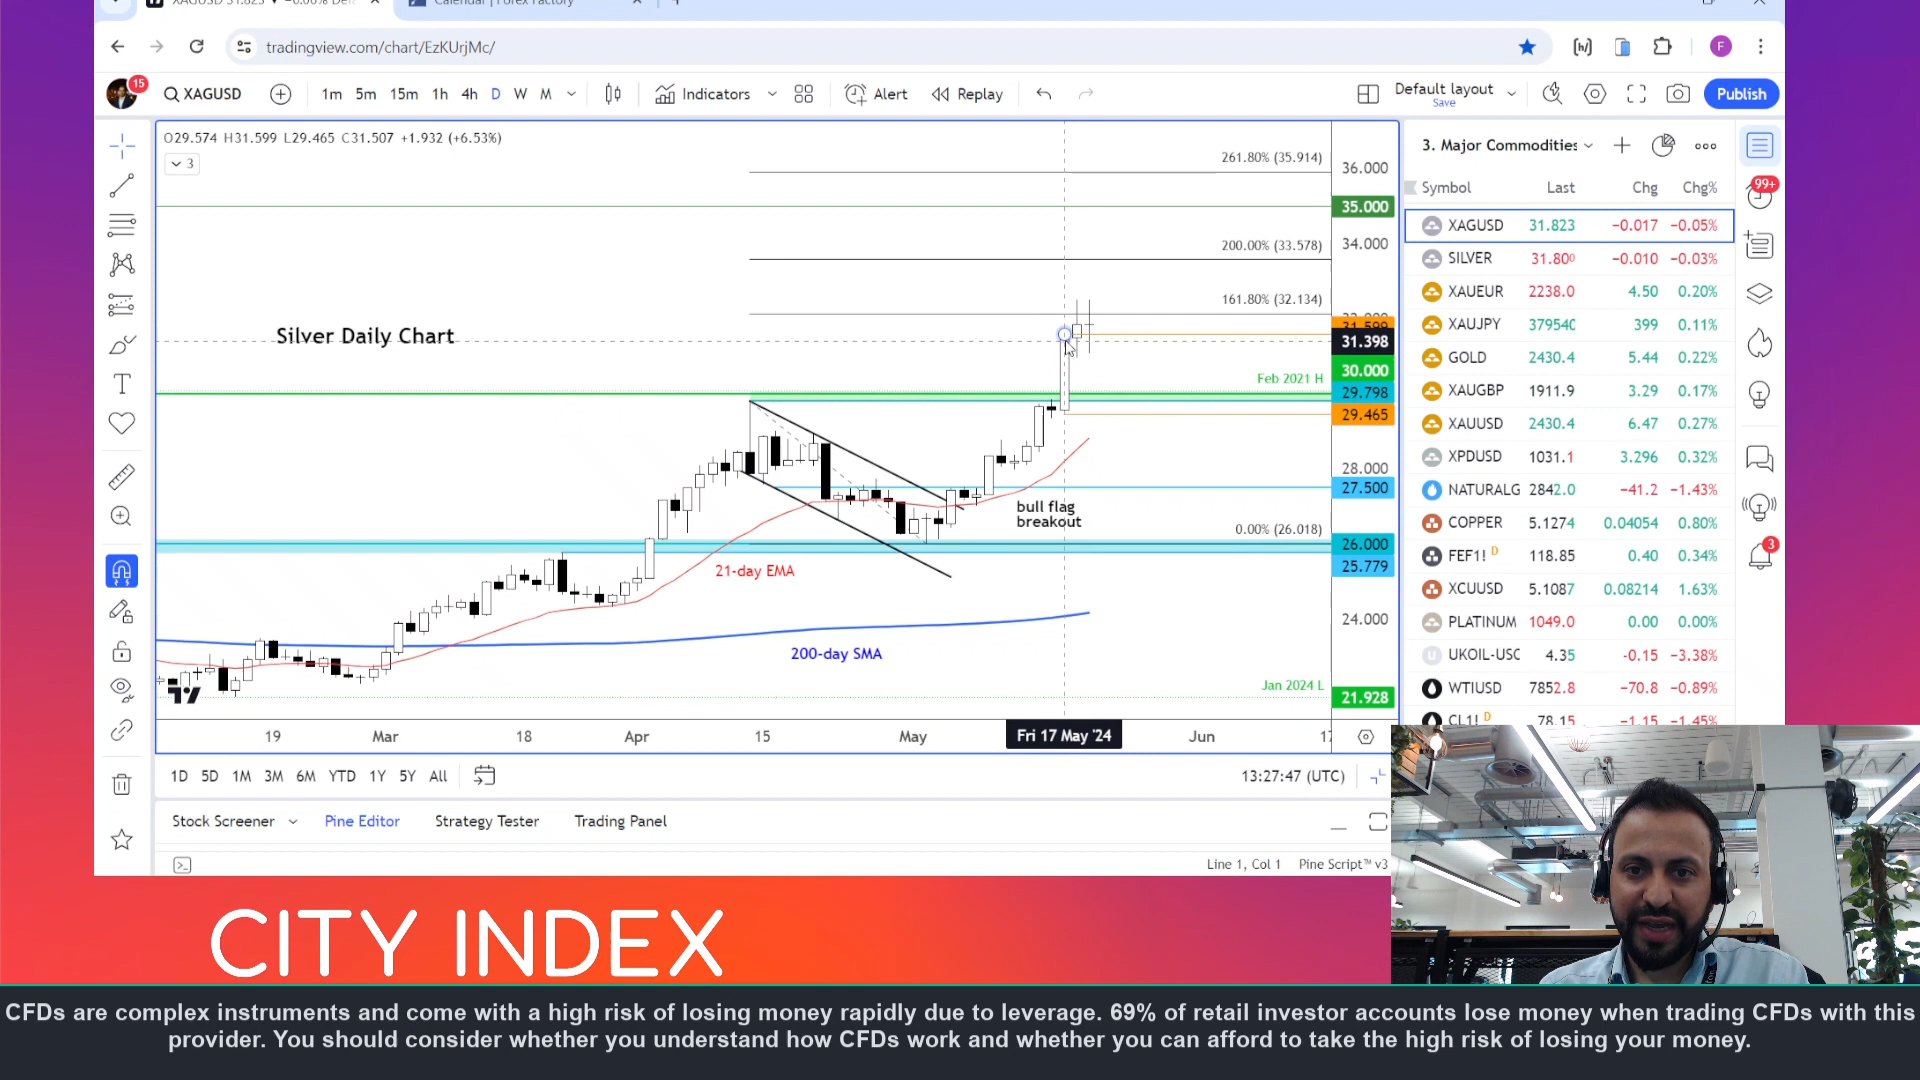 tradingview.com/chart/EzKUrjMc/
F
15
XAGUSD
1m 5m 15m 1h 4h D W M
Indicators
Alert
Replay
Default layout
Save
Publish
O29.574 H31.599 L29.465 C31.507 +1.932 (+6.53%)
3
261.80% (35.914)
36.000
35.000
200.00% (33.578)
34.000
161.80% (32.134)
Silver Daily Chart
31.599
31.398
30.000
Feb 2021 H
29.798
29.465
28.000
27.500
bull flag
breakout
0.00% (26.018)
26.000
25.779
21-day EMA
24.000
200-day SMA
Jan 2024 L
21.928
19 Mar 18 Apr 15 May Fri 17 May '24 Jun 17
1D 5D 1M 3M 6M YTD 1Y 5Y All
13:27:47 (UTC)
Stock Screener Pine Editor Strategy Tester Trading Panel
Line 1, Col 1 Pine Script™ v3
3. Major Commodities
Symbol Last Chg Chg%
XAGUSD 31.823 −0.017 −0.05%
SILVER 31.800 −0.010 −0.03%
XAUEUR 2238.0 4.50 0.20%
XAUJPY 379540 399 0.11%
GOLD 2430.4 5.44 0.22%
XAUGBP 1911.9 3.29 0.17%
XAUUSD 2430.4 6.47 0.27%
XPDUSD 1031.1 3.296 0.32%
NATURALG 2842.0 −41.2 −1.43%
COPPER 5.1274 0.04054 0.80%
FEF1! D 118.85 0.40 0.34%
XCUUSD 5.1087 0.08214 1.63%
PLATINUM 1049.0 0.00 0.00%
UKOIL-USC 4.35 -0.15 −3.38%
WTIUSD 7852.8 −70.8 −0.89%
CL1! D 78.15 −1.15 −1.45%
99+
3
CITY INDEX
CFDs are complex instruments and come with a high risk of losing money rapidly due to leverage. 69% of retail investor accounts lose money when trading CFDs with this
provider. You should consider whether you understand how CFDs work and whether you can afford to take the high risk of losing your money.